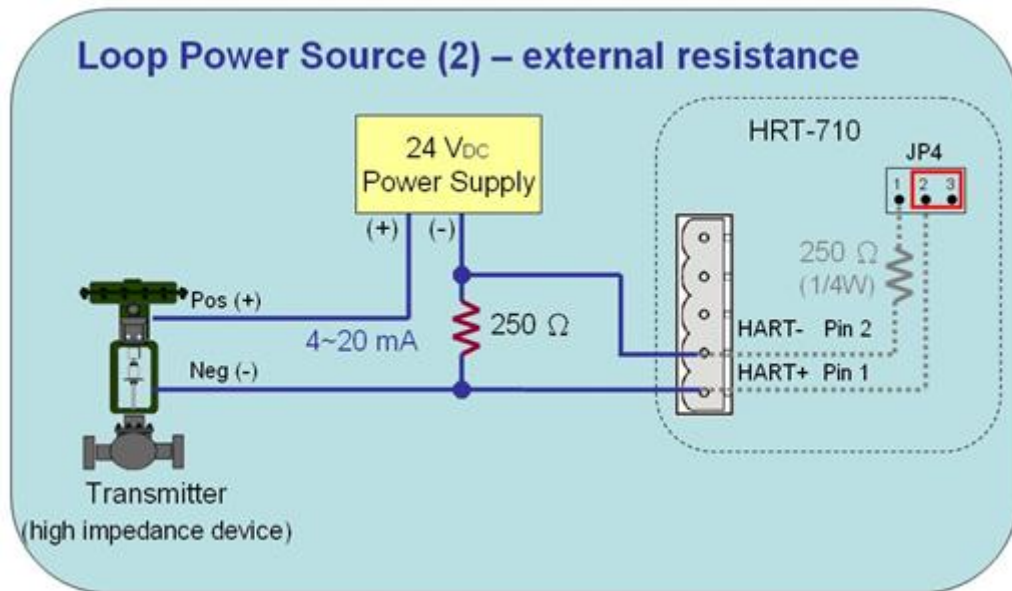 Loop Power Source (2) – external resistance
24 VDC
Power Supply
(+) (-)
HRT-710
JP4
1 2 3
250 Ω
(1/4W)
Pos (+)
4~20 mA
250 Ω
HART- Pin 2
HART+ Pin 1
Neg (-)
Transmitter
(high impedance device)